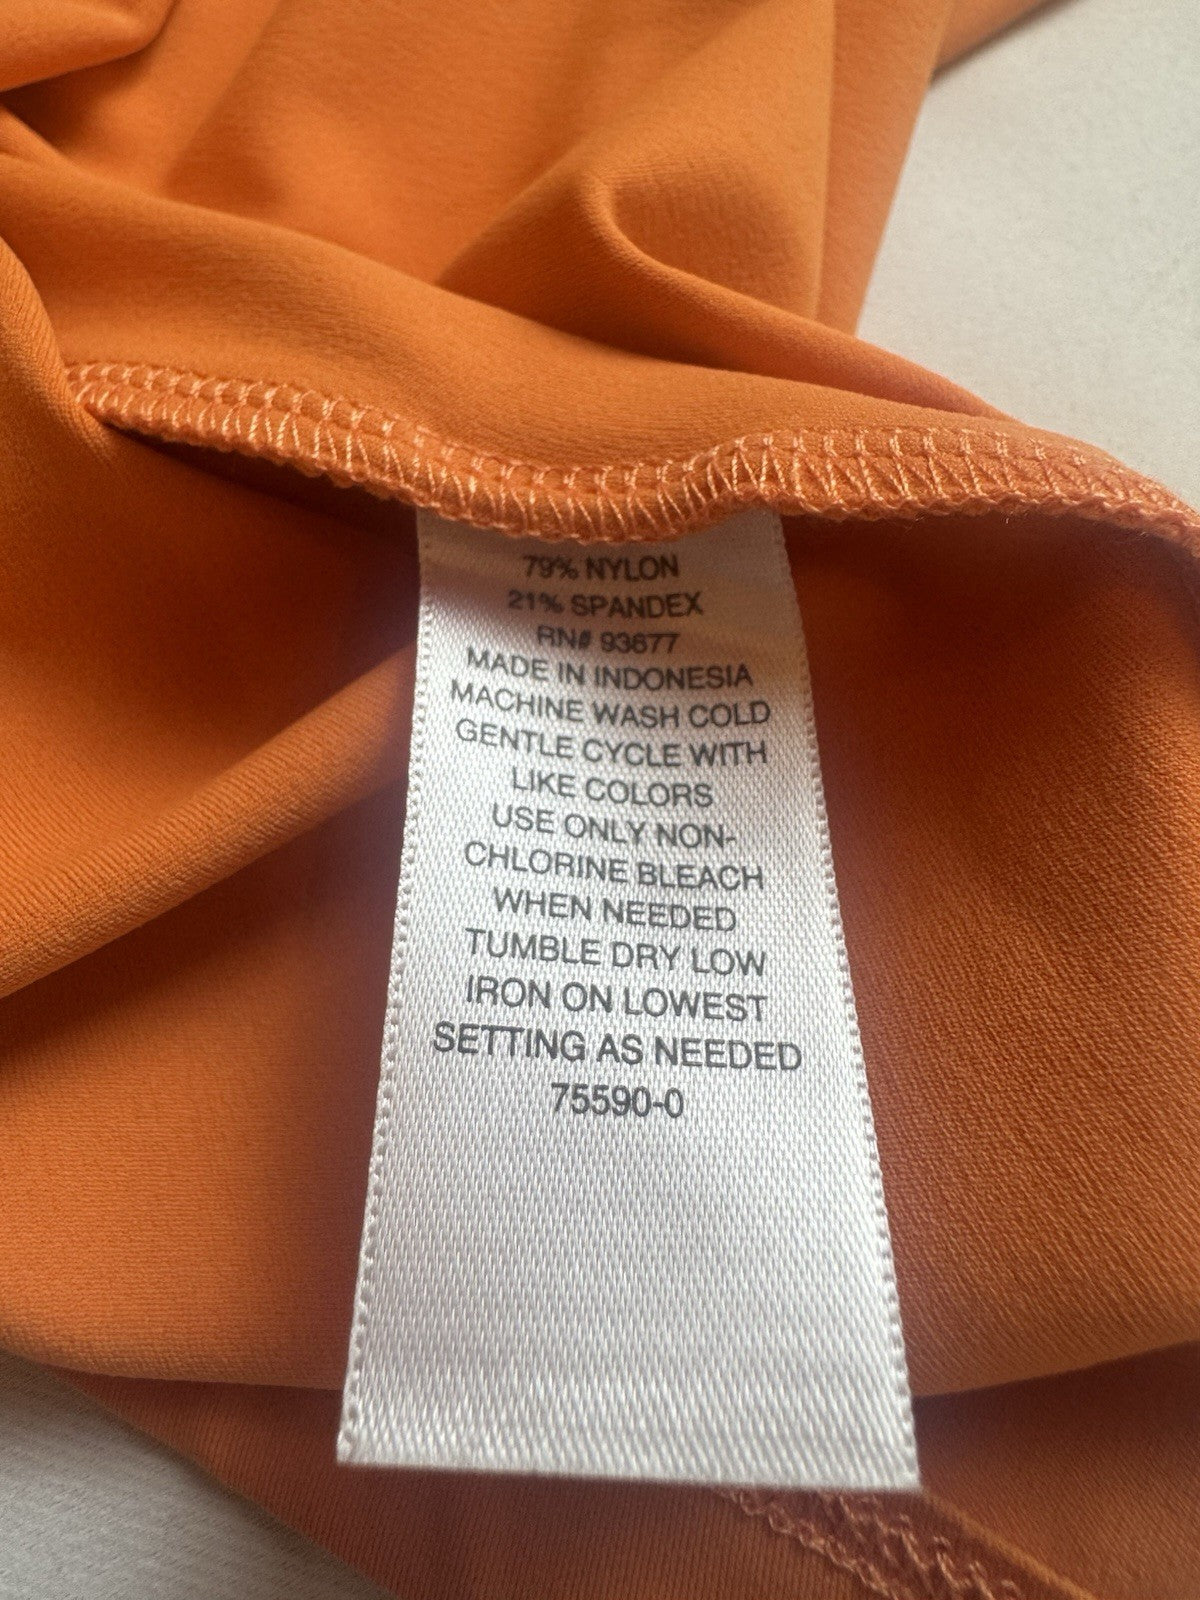 79% NYLON
21% SPANDEX
RN# 93677
MADE IN INDONESIA
MACHINE WASH COLD
GENTLE CYCLE WITH
LIKE COLORS
USE ONLY NON-
CHLORINE BLEACH
WHEN NEEDED
TUMBLE DRY LOW
IRON ON LOWEST
SETTING AS NEEDED
75590-0